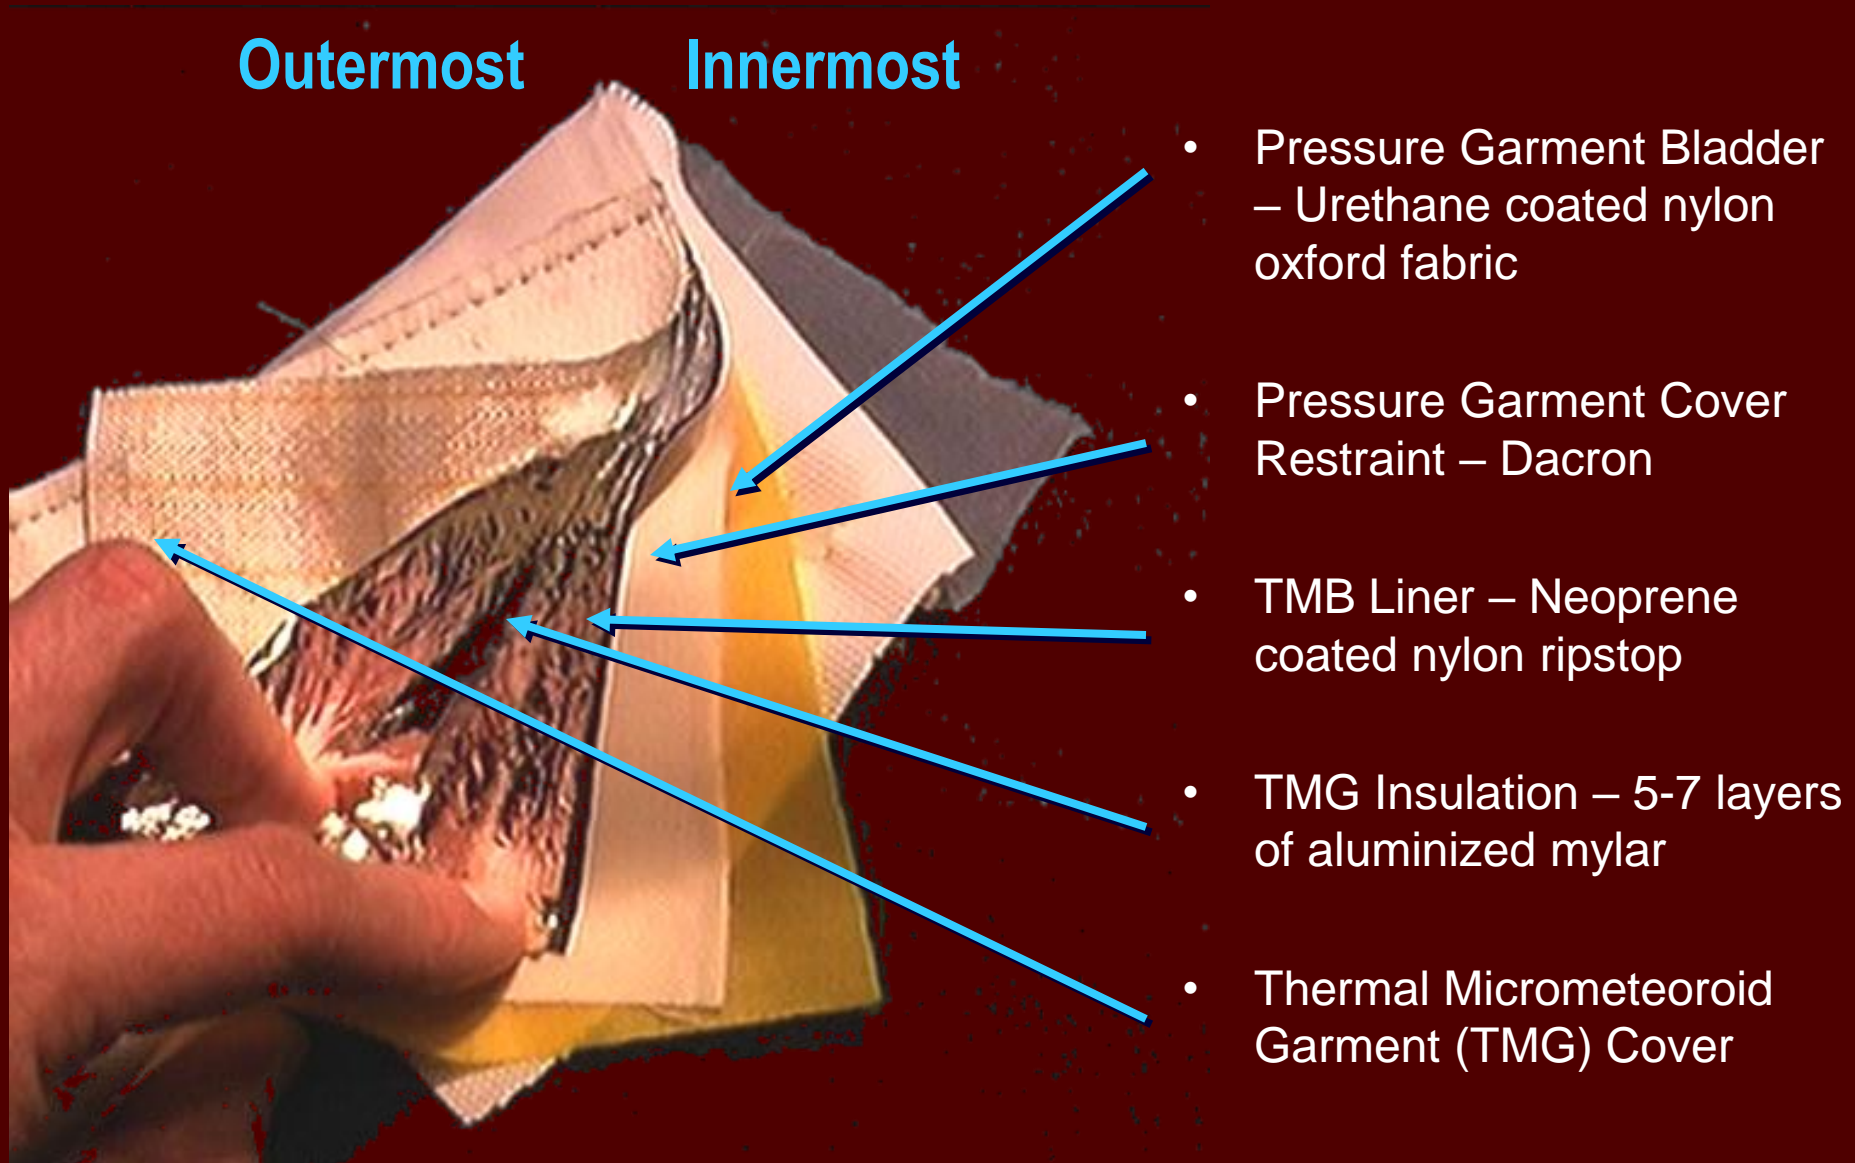 Outermost Innermost
• Pressure Garment Bladder
– Urethane coated nylon
oxford fabric
• Pressure Garment Cover
Restraint – Dacron
• TMB Liner – Neoprene
coated nylon ripstop
• TMG Insulation – 5-7 layers
of aluminized mylar
• Thermal Micrometeoroid
Garment (TMG) Cover